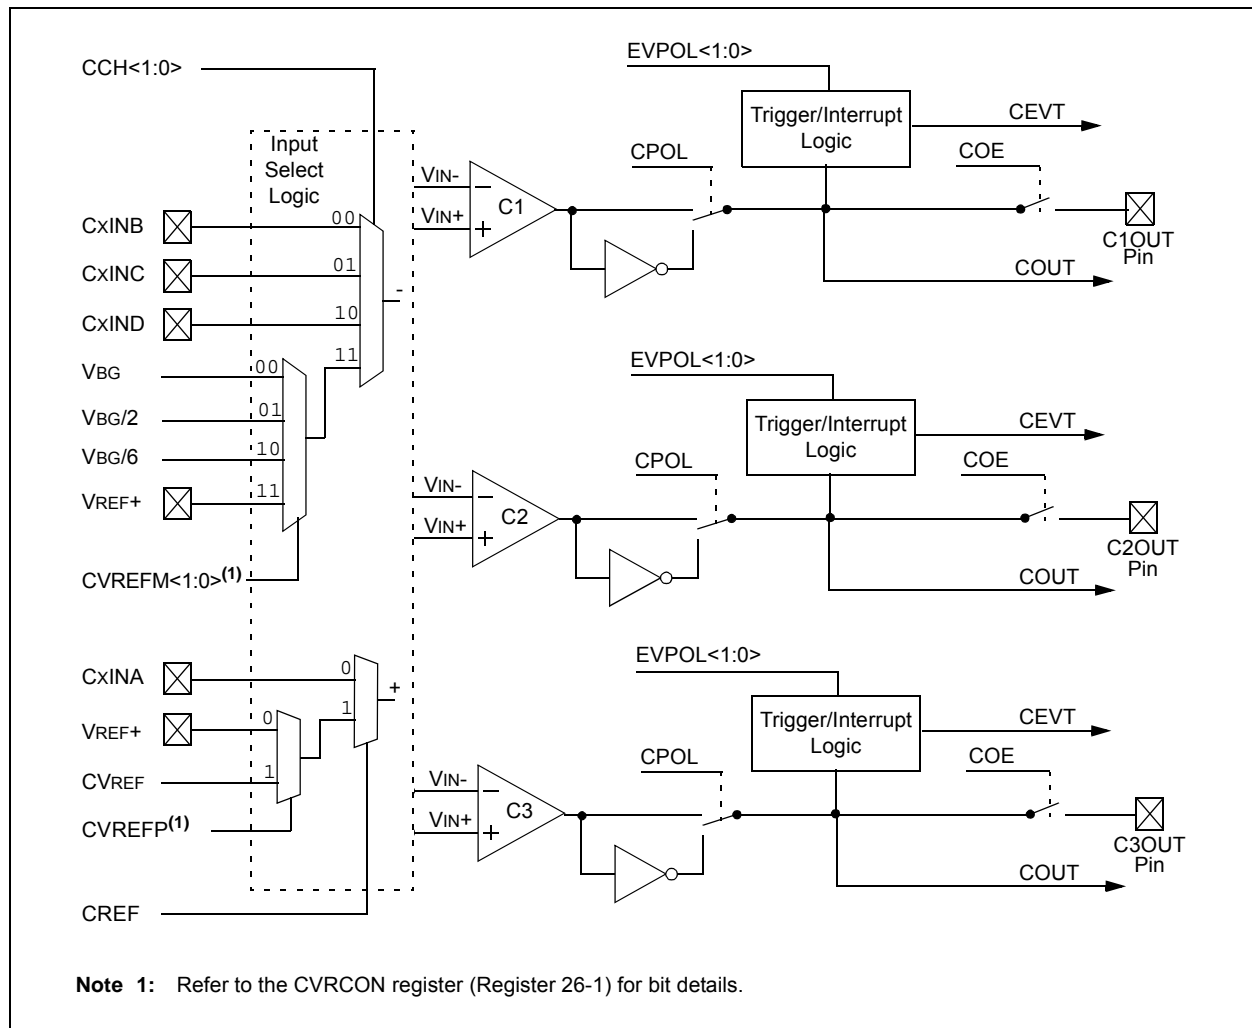 CCH<1:0>
Input
Select
Logic
CxINB
00
CxINC
01
CxIND
10
-
11
VBG
00
VBG/2
01
VBG/6
10
VREF+
11
CVREFM<1:0>(1)
CxINA
0
+
VREF+
0
1
CVREF
1
CVREFP(1)
CREF
EVPOL<1:0>
Trigger/Interrupt
Logic
CEVT
CPOL
COE
VIN-
-
C1
VIN+
+
C1OUT
Pin
COUT
EVPOL<1:0>
Trigger/Interrupt
Logic
CEVT
CPOL
COE
VIN-
-
C2
VIN+
+
C2OUT
Pin
COUT
EVPOL<1:0>
Trigger/Interrupt
Logic
CEVT
CPOL
COE
VIN-
-
C3
VIN+
+
C3OUT
Pin
COUT
Note 1: Refer to the CVRCON register (Register 26-1) for bit details.